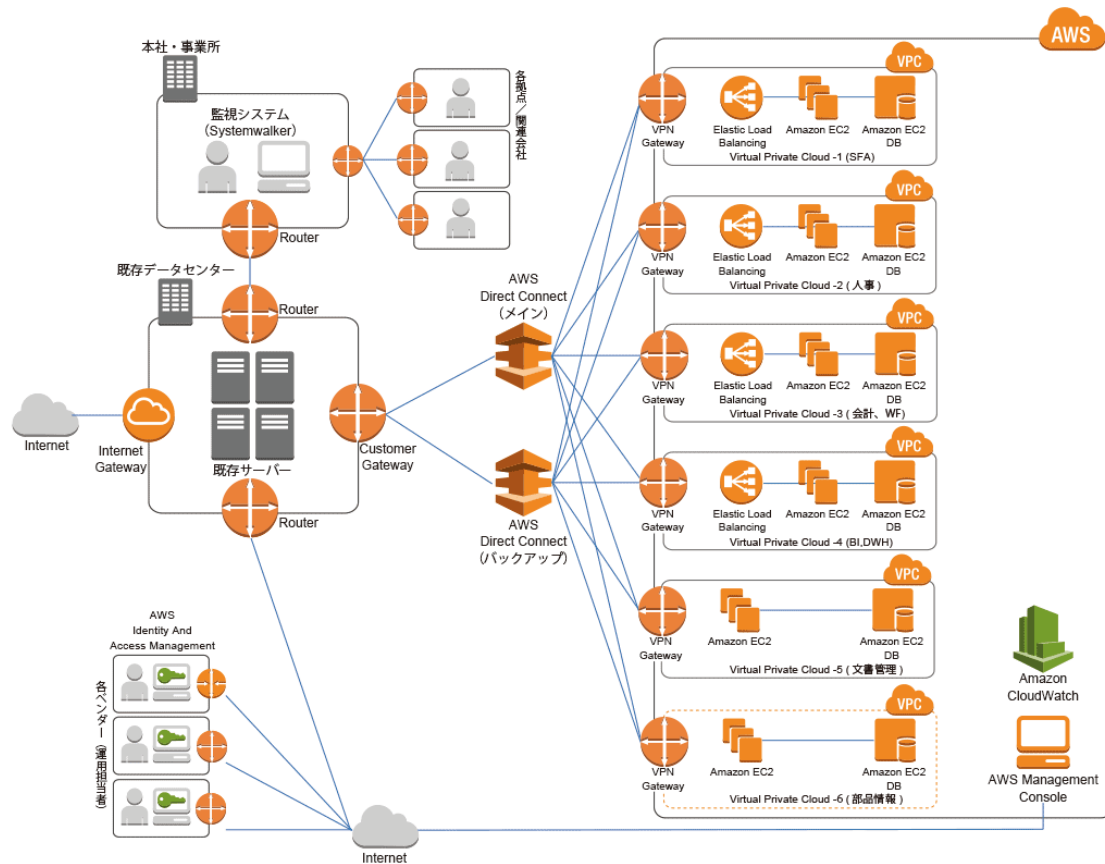 本社・事業所
監視システム
（Systemwalker）
各拠点／関連会社
Router
既存データセンター
Router
Internet
Internet
Gateway
既存サーバー
Customer
Gateway
Router
AWS
Direct Connect
（メイン）
AWS
Direct Connect
（バックアップ）
AWS
Identity And
Access Management
各ベンダー（運用担当者）
Internet
AWS
VPC
VPN
Gateway
Elastic Load
Balancing
Amazon EC2
Amazon EC2
DB
Virtual Private Cloud -1 (SFA)
VPC
VPN
Gateway
Elastic Load
Balancing
Amazon EC2
Amazon EC2
DB
Virtual Private Cloud -2 ( 人事 )
VPC
VPN
Gateway
Elastic Load
Balancing
Amazon EC2
Amazon EC2
DB
Virtual Private Cloud -3 ( 会計、WF)
VPC
VPN
Gateway
Elastic Load
Balancing
Amazon EC2
Amazon EC2
DB
Virtual Private Cloud -4 (BI,DWH)
VPC
VPN
Gateway
Amazon EC2
Amazon EC2
DB
Virtual Private Cloud -5 ( 文書管理 )
VPC
VPN
Gateway
Amazon EC2
Amazon EC2
DB
Virtual Private Cloud -6 ( 部品情報 )
Amazon
CloudWatch
AWS Management
Console